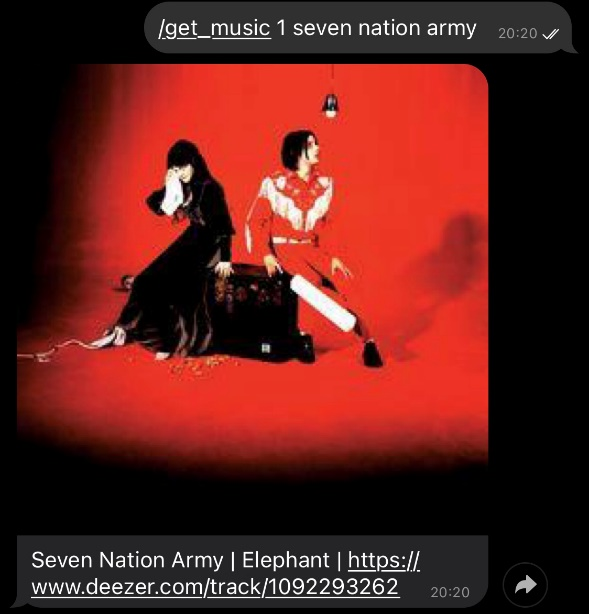 /get_music 1 seven nation army 20:20
Seven Nation Army | Elephant | https://
www.deezer.com/track/1092293262 20:20